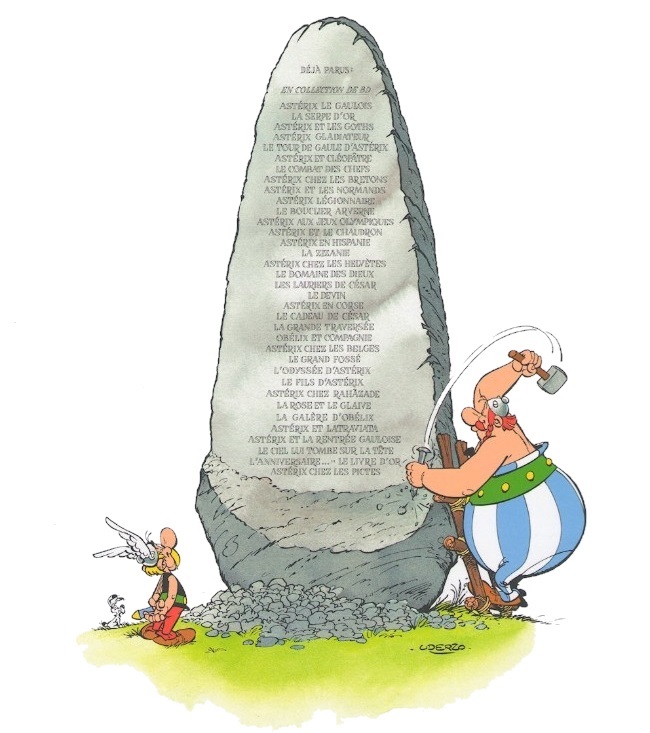 DÉJÀ PARUS :
EN COLLECTION DE BD
ASTÉRIX LE GAULOIS
LA SERPE D'OR
ASTÉRIX ET LES GOTHS
ASTÉRIX GLADIATEUR
LE TOUR DE GAULE D'ASTÉRIX
ASTÉRIX ET CLÉOPÂTRE
LE COMBAT DES CHEFS
ASTÉRIX CHEZ LES BRETONS
ASTÉRIX ET LES NORMANDS
ASTÉRIX LÉGIONNAIRE
LE BOUCLIER ARVERNE
ASTÉRIX AUX JEUX OLYMPIQUES
ASTÉRIX ET LE CHAUDRON
ASTÉRIX EN HISPANIE
LA ZIZANIE
ASTÉRIX CHEZ LES HELVÈTES
LE DOMAINE DES DIEUX
LES LAURIERS DE CÉSAR
LE DEVIN
ASTÉRIX EN CORSE
LE CADEAU DE CÉSAR
LA GRANDE TRAVERSÉE
OBÉLIX ET COMPAGNIE
ASTÉRIX CHEZ LES BELGES
LE GRAND FOSSÉ
L'ODYSSÉE D'ASTÉRIX
LE FILS D'ASTÉRIX
ASTÉRIX CHEZ RAHÀZADE
LA ROSE ET LE GLAIVE
LA GALÈRE D'OBÉLIX
ASTÉRIX ET LATRAVIATA
ASTÉRIX ET LA RENTRÉE GAULOISE
LE CIEL LUI TOMBE SUR LA TÊTE
L'ANNIVERSAIRE... LE LIVRE D'OR
ASTÉRIX CHEZ LES PICTES
UDERZO